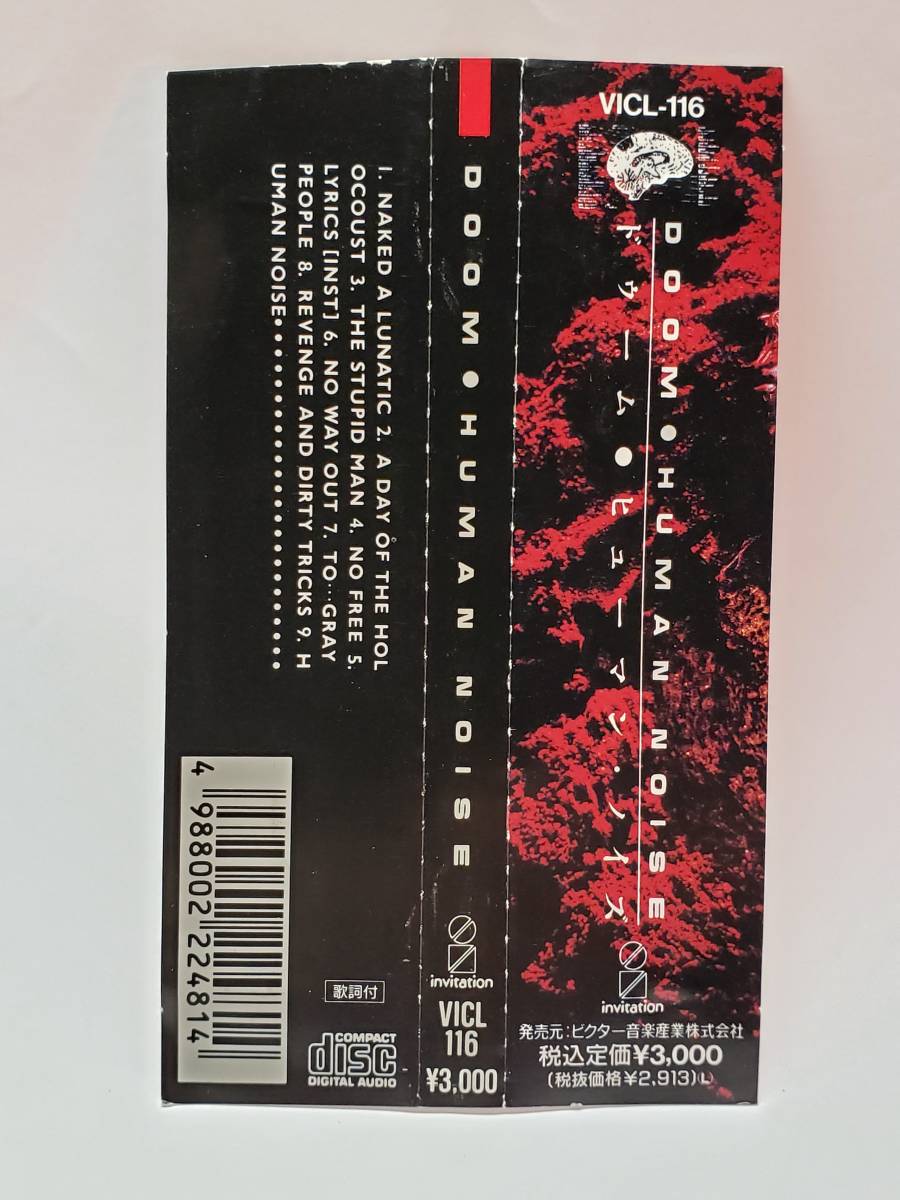 VICL-116
DOOM●HUMAN NOISE
ドゥーム●ヒューマン・ノイズ
invitation
発売元:ビクター音楽産業株式会社
税込定価¥3,000
(税抜価格¥2,913)Ⓛ
DOOM●HUMAN NOISE
invitation
VICL
116
¥3,000
1. NAKED A LUNATIC 2. A DAY OF THE HOL
OCOUST 3. THE STUPID MAN 4. NO FREE 5.
LYRICS [INST] 6. NO WAY OUT 7. TO…GRAY
PEOPLE 8. REVENGE AND DIRTY TRICKS 9. H
UMAN NOISE●●●●●●●●●●●●●●●●●●●●●●
4 988002 224814
歌詞付
COMPACT
disc
DIGITAL AUDIO